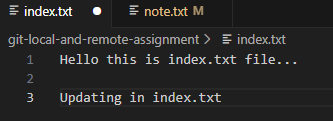 index.txt note.txt M
git-local-and-remote-assignment > index.txt
1 Hello this is index.txt file...
2
3 Updating in index.txt